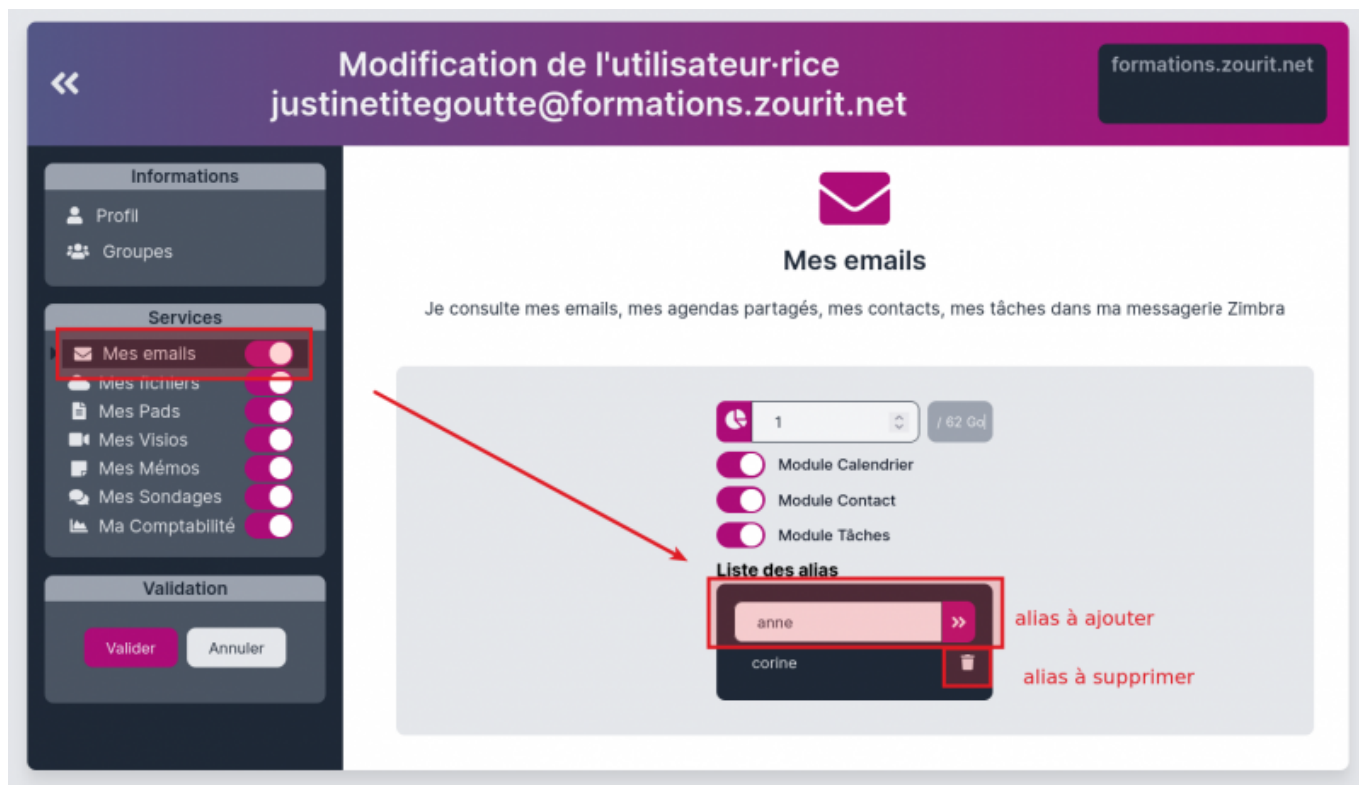 Modification de l'utilisateur·rice
justinetitegoutte@formations.zourit.net
formations.zourit.net
Informations
Profil
Groupes
Services
Mes emails
Mes fichiers
Mes Pads
Mes Visios
Mes Mémos
Mes Sondages
Ma Comptabilité
Validation
Valider
Annuler
Mes emails
Je consulte mes emails, mes agendas partagés, mes contacts, mes tâches dans ma messagerie Zimbra
1
/ 62 Go
Module Calendrier
Module Contact
Module Tâches
Liste des alias
anne
alias à ajouter
corine
alias à supprimer